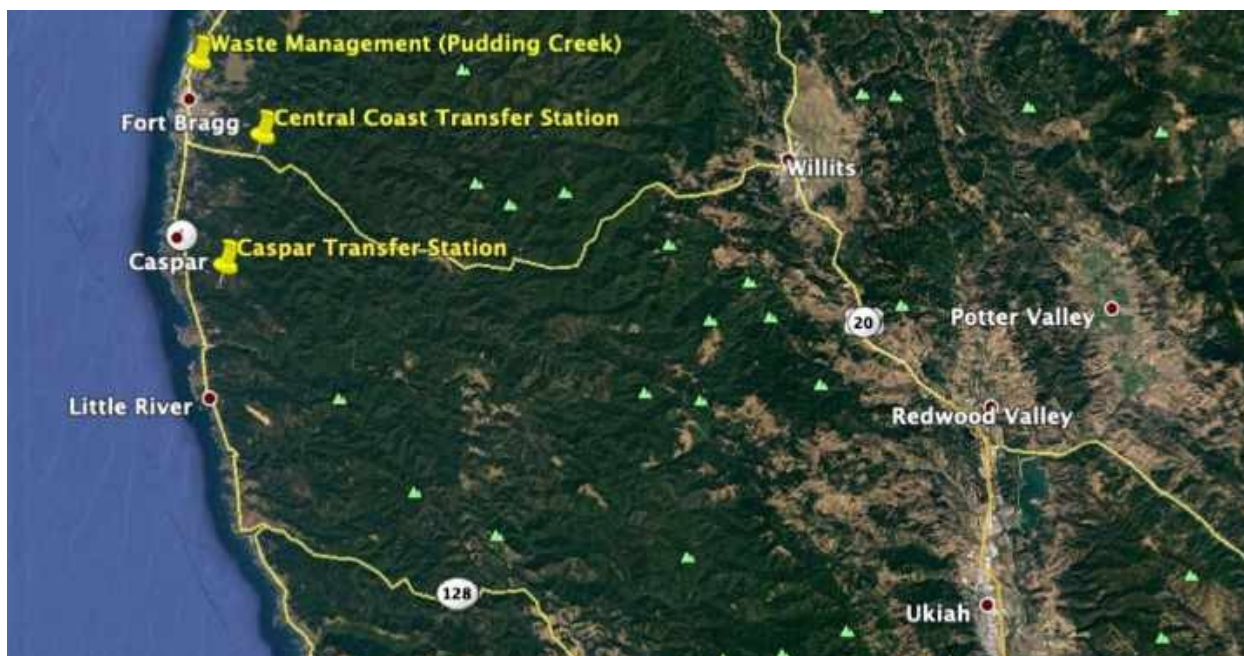 Waste Management (Pudding Creek)
Fort Bragg
Central Coast Transfer Station
Willits
Caspar
Caspar Transfer Station
20
Potter Valley
Little River
Redwood Valley
128
Ukiah